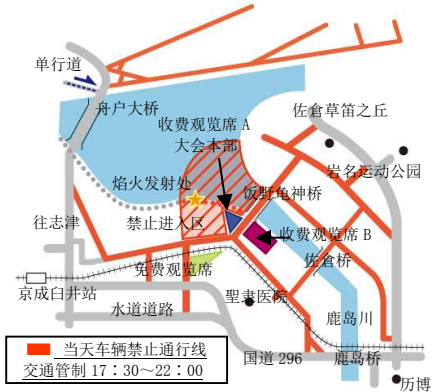 单行道
舟户大桥
收费观览席 A
大会本部
佐倉草笛之丘
岩名运动公园
焰火发射处
饭野龟神桥
往志津
禁止进入区
收费观览席 B
免费观览席
佐倉桥
京成臼井站
聖隶医院
水道道路
鹿岛川
国道 296
鹿岛桥
历博
当天车辆禁止通行线
交通管制 17：30～22：00